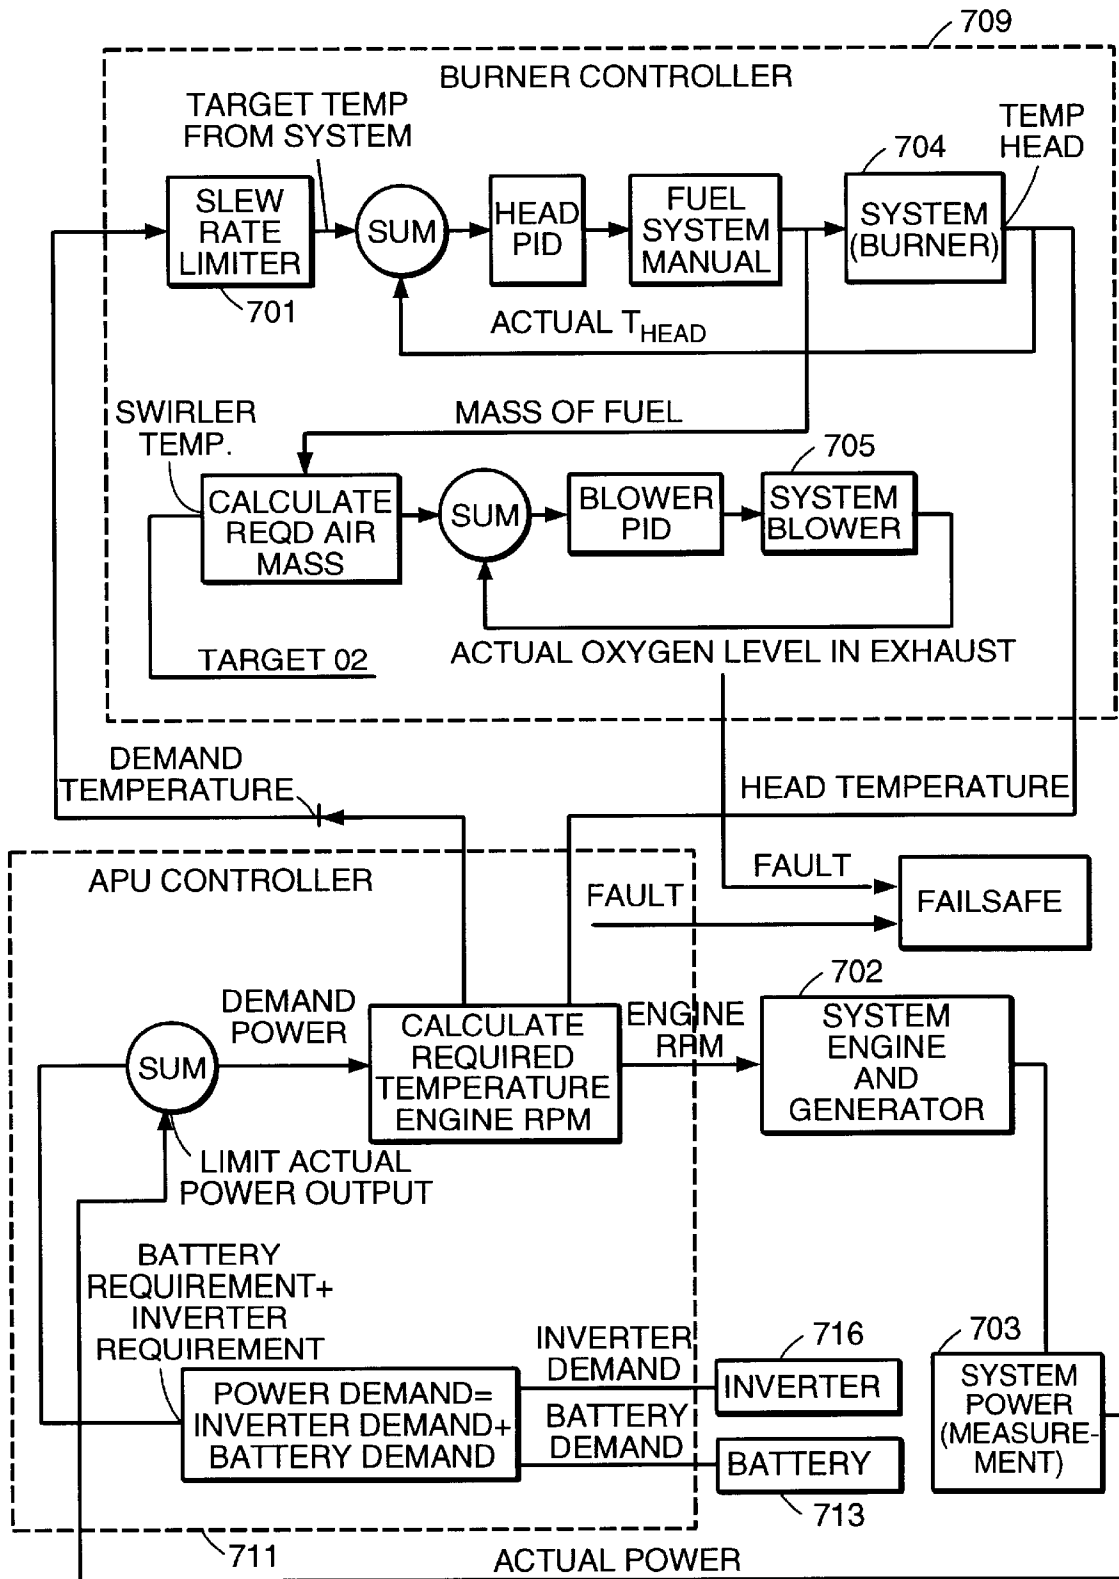 709
BURNER CONTROLLER
TARGET TEMP
FROM SYSTEM
TEMP
HEAD
704
SLEW
RATE
LIMITER
701
SUM
HEAD
PID
FUEL
SYSTEM
MANUAL
SYSTEM
(BURNER)
ACTUAL THEAD
MASS OF FUEL
SWIRLER
TEMP.
705
CALCULATE
REQD AIR
MASS
SUM
BLOWER
PID
SYSTEM
BLOWER
TARGET 02
ACTUAL OXYGEN LEVEL IN EXHAUST
DEMAND
TEMPERATURE
HEAD TEMPERATURE
APU CONTROLLER
FAULT
FAULT
FAILSAFE
702
DEMAND
POWER
SUM
CALCULATE
REQUIRED
TEMPERATURE
ENGINE RPM
ENGINE
RPM
SYSTEM
ENGINE
AND
GENERATOR
LIMIT ACTUAL
POWER OUTPUT
BATTERY
REQUIREMENT+
INVERTER
REQUIREMENT
INVERTER
DEMAND
716
INVERTER
703
POWER DEMAND=
INVERTER DEMAND+
BATTERY DEMAND
BATTERY
DEMAND
BATTERY
713
SYSTEM
POWER
(MEASURE-
MENT)
711
ACTUAL POWER